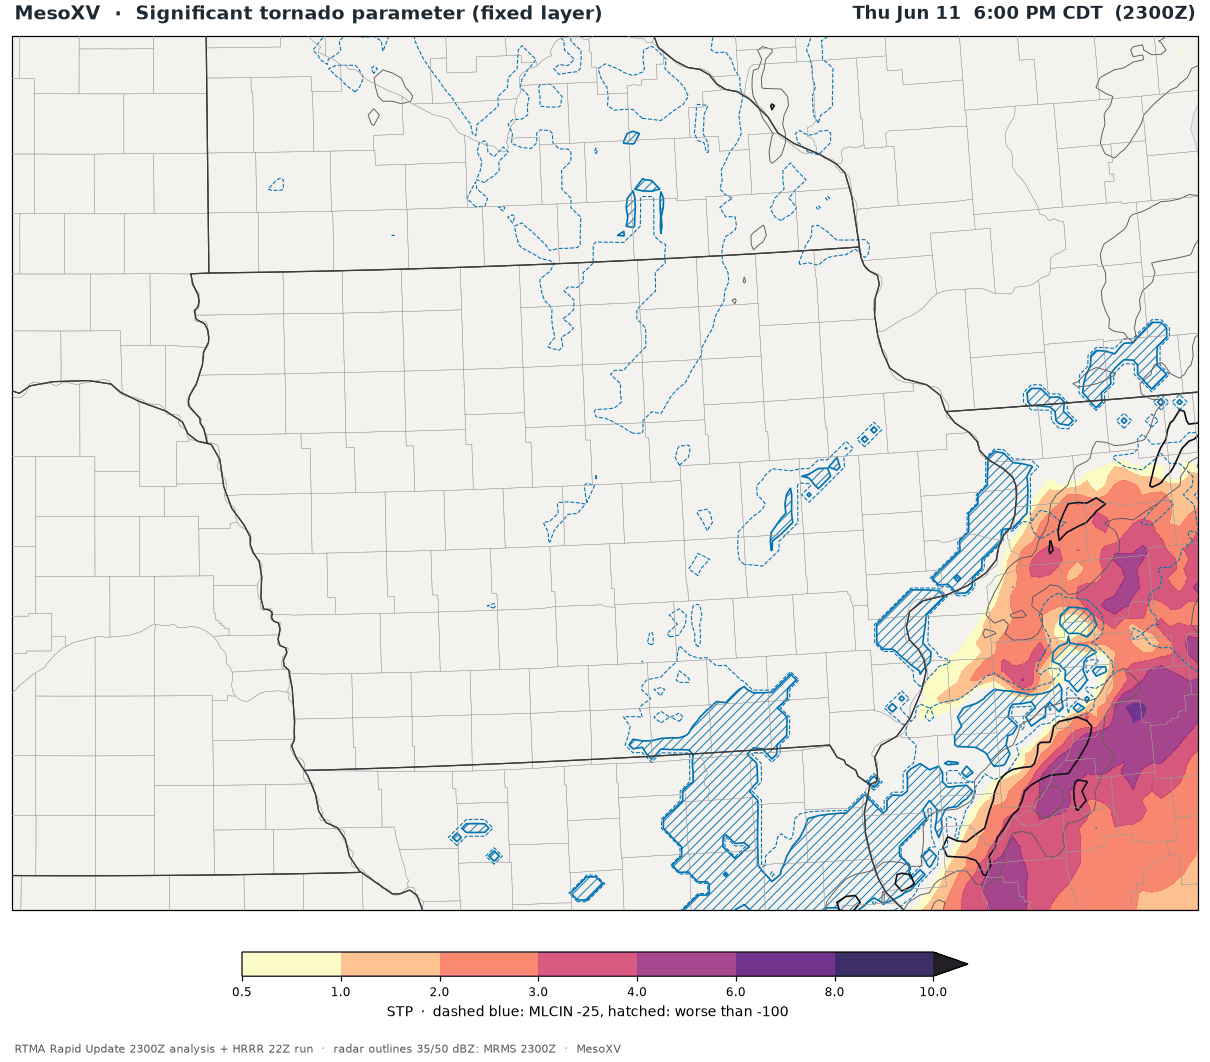 MesoXV · Significant tornado parameter (fixed layer)
Thu Jun 11 6:00 PM CDT (2300Z)
0.5 1.0 2.0 3.0 4.0 6.0 8.0 10.0
STP · dashed blue: MLCIN -25, hatched: worse than -100
RTMA Rapid Update 2300Z analysis + HRRR 22Z run · radar outlines 35/50 dBZ: MRMS 2300Z · MesoXV